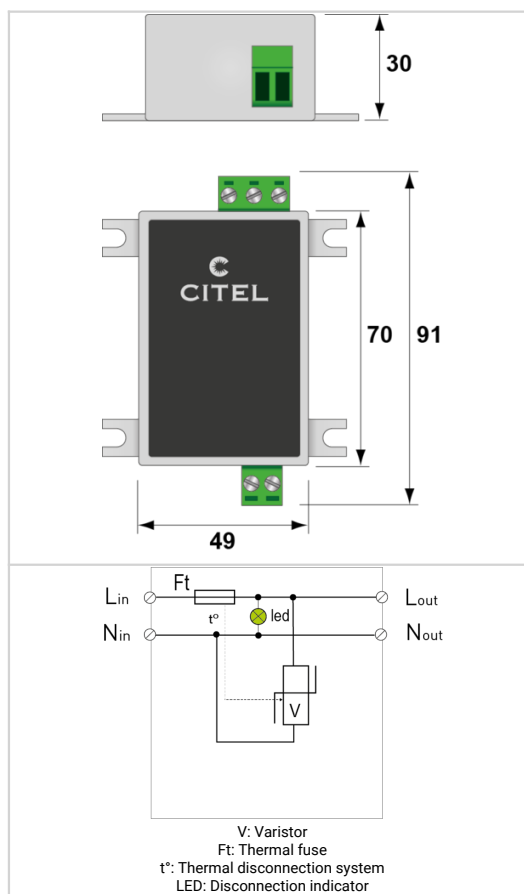 30
CITEL
70
91
49
Ft
Lin
Lout
led
t°
Nin
Nout
V
V: Varistor
Ft: Thermal fuse
t°: Thermal disconnection system
LED: Disconnection indicator